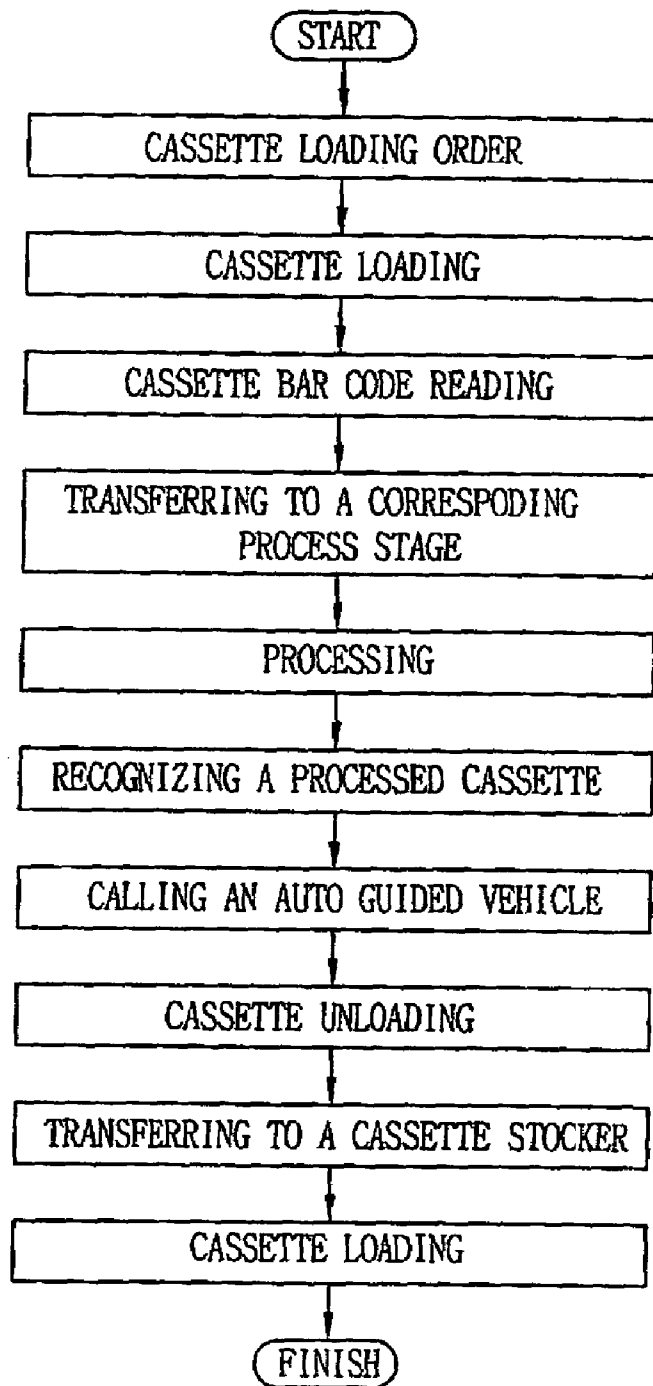 START
CASSETTE LOADING ORDER
CASSETTE LOADING
CASSETTE BAR CODE READING
TRANSFERRING TO A CORRESPODING
PROCESS STAGE
PROCESSING
RECOGNIZING A PROCESSED CASSETTE
CALLING AN AUTO GUIDED VEHICLE
CASSETTE UNLOADING
TRANSFERRING TO A CASSETTE STOCKER
CASSETTE LOADING
FINISH